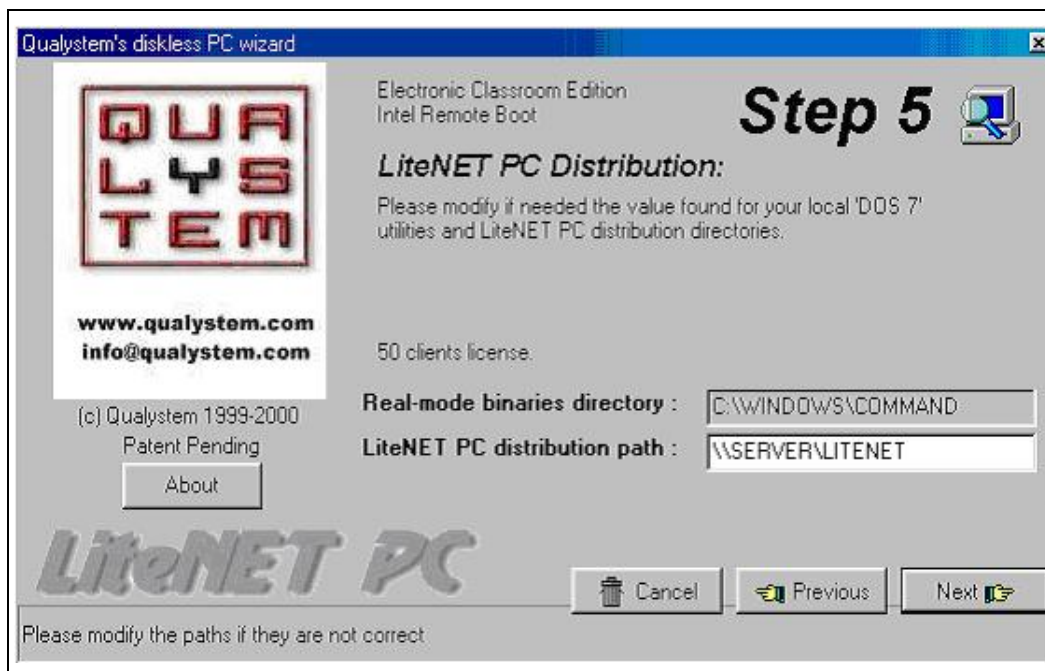 Qualystem's diskless PC wizard
QUA
LYS
TEM
www.qualystem.com
info@qualystem.com
(c) Qualystem 1999-2000
Patent Pending
About
Electronic Classroom Edition
Intel Remote Boot
Step 5
LiteNET PC Distribution:
Please modify if needed the value found for your local 'DOS 7'
utilities and LiteNET PC distribution directories.
50 clients license.
Real-mode binaries directory : C:\WINDOWS\COMMAND
LiteNET PC distribution path : \\SERVER\LITENET
LiteNET PC
Cancel Previous Next
Please modify the paths if they are not correct